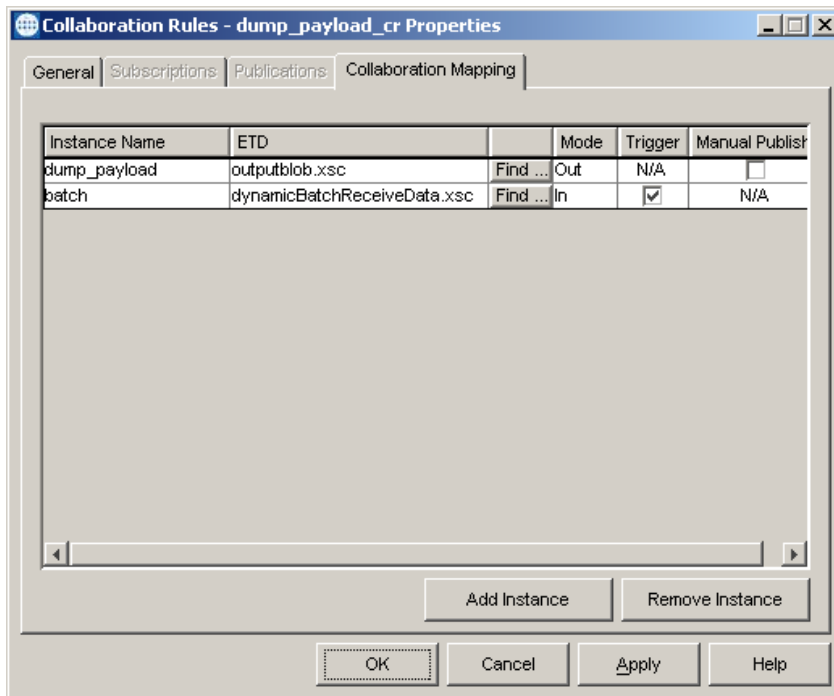 Collaboration Rules - dump_payload_cr Properties
General Subscriptions Publications Collaboration Mapping
Instance Name ETD Mode Trigger Manual Publish
dump_payload outputblob.xsc Find ... Out N/A
batch dynamicBatchReceiveData.xsc Find ... In N/A
Add Instance Remove Instance
OK Cancel Apply Help